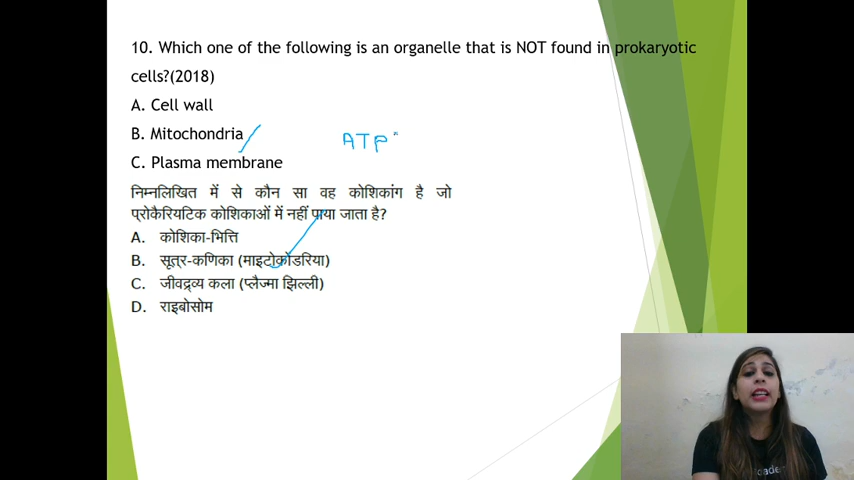 10. Which one of the following is an organelle that is NOT found in prokaryotic
cells?(2018)
A. Cell wall
B. Mitochondria
ATP
C. Plasma membrane
निम्नलिखित में से कौन सा वह कोशिकांग है जो
प्रोकैरियटिक कोशिकाओं में नहीं पाया जाता है?
A. कोशिका-भित्ति
B. सूत्र-कणिका (माइटोकोंडरिया)
C. जीवद्रव्य कला (प्लैज्मा झिल्ली)
D. राइबोसोम